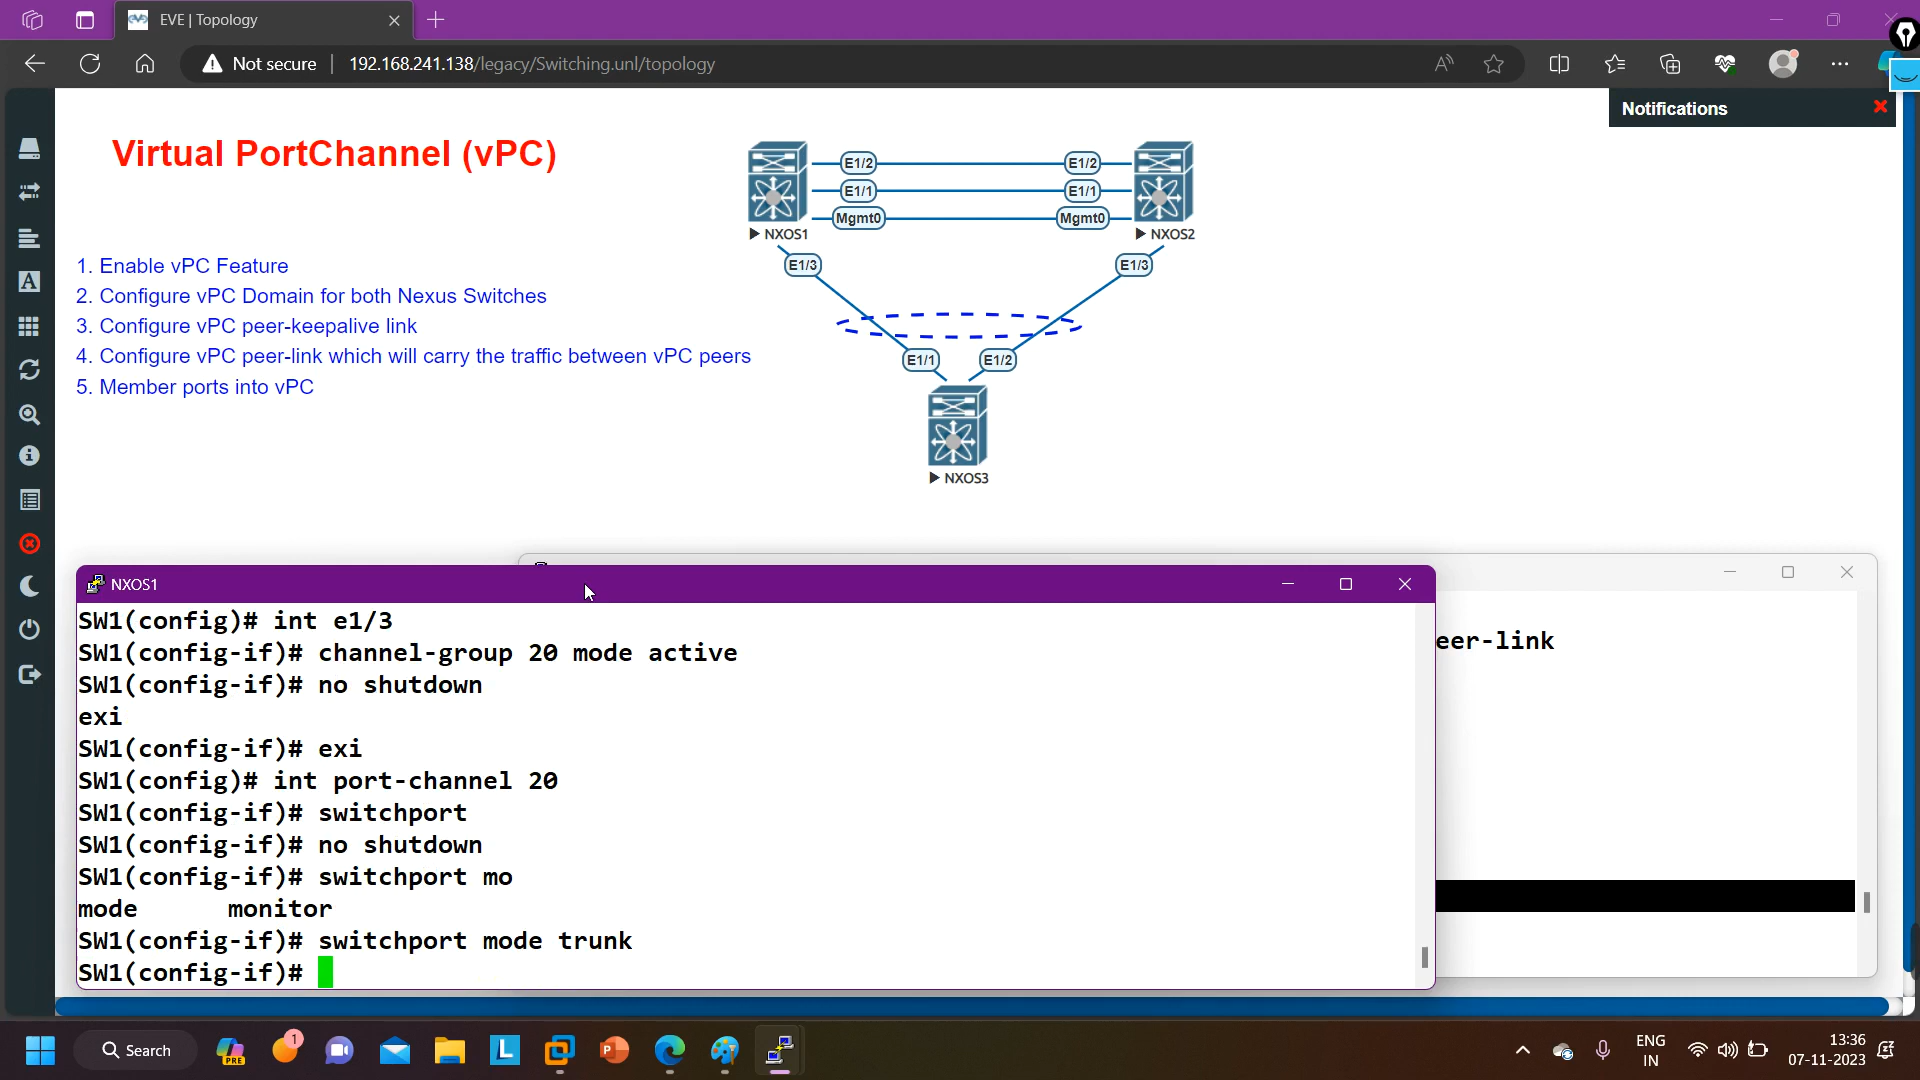 EVE | Topology
Not secure
192.168.241.138/legacy/Switching.unl/topology
Notifications
Virtual PortChannel (vPC)
1. Enable vPC Feature
2. Configure vPC Domain for both Nexus Switches
3. Configure vPC peer-keepalive link
4. Configure vPC peer-link which will carry the traffic between vPC peers
5. Member ports into vPC
E1/2 E1/2
E1/1 E1/1
Mgmt0 Mgmt0
NXOS1 NXOS2
E1/3 E1/3
E1/1 E1/2
NXOS3
NXOS1
SW1(config)# int e1/3
SW1(config-if)# channel-group 20 mode active
SW1(config-if)# no shutdown
exi
SW1(config-if)# exi
SW1(config)# int port-channel 20
SW1(config-if)# switchport
SW1(config-if)# no shutdown
SW1(config-if)# switchport mo
mode monitor
SW1(config-if)# switchport mode trunk
SW1(config-if)#
eer-link
Search
PRE
1
L
P
ENG
IN
13:36
07-11-2023